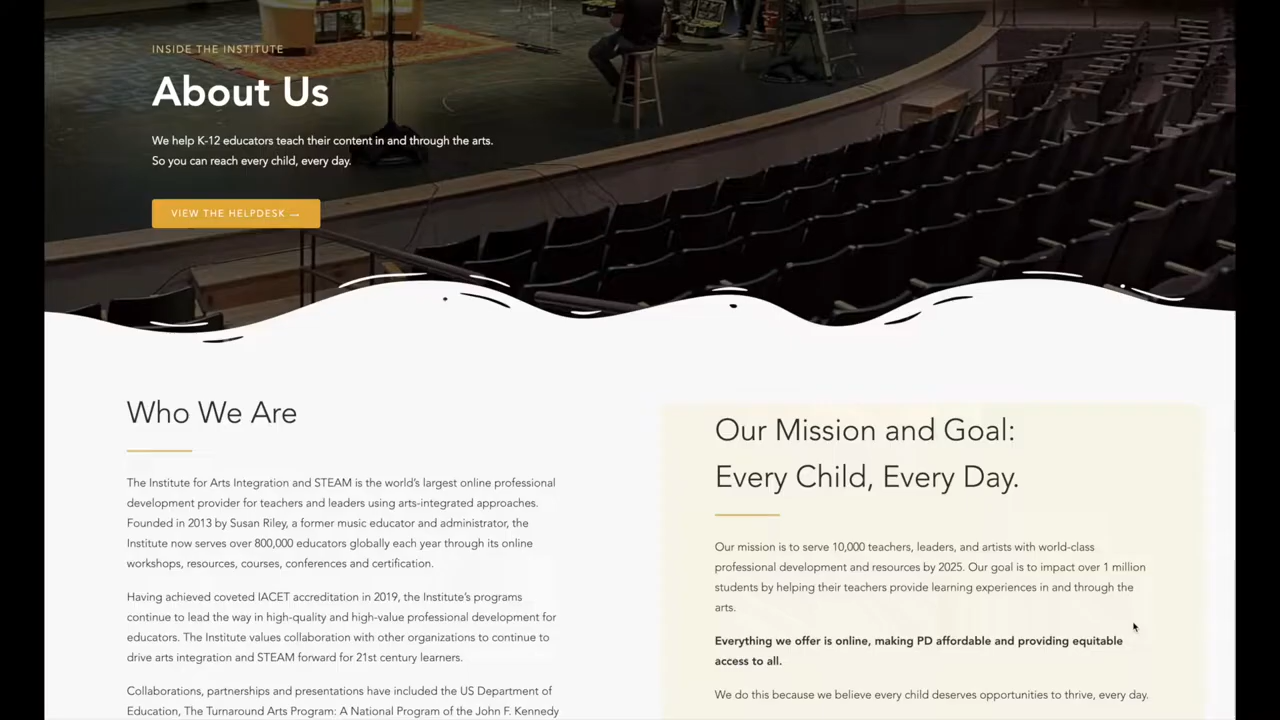 INSIDE THE INSTITUTE
About Us
We help K-12 educators teach their content in and through the arts.
So you can reach every child, every day.
VIEW THE HELPDESK →
Who We Are
The Institute for Arts Integration and STEAM is the world's largest online professional
development provider for teachers and leaders using arts-integrated approaches.
Founded in 2013 by Susan Riley, a former music educator and administrator, the
Institute now serves over 800,000 educators globally each year through its online
workshops, resources, courses, conferences and certification.
Having achieved coveted IACET accreditation in 2019, the Institute's programs
continue to lead the way in high-quality and high-value professional development for
educators. The Institute values collaboration with other organizations to continue to
drive arts integration and STEAM forward for 21st century learners.
Collaborations, partnerships and presentations have included the US Department of
Education, The Turnaround Arts Program: A National Program of the John F. Kennedy
Our Mission and Goal:
Every Child, Every Day.
Our mission is to serve 10,000 teachers, leaders, and artists with world-class
professional development and resources by 2025. Our goal is to impact over 1 million
students by helping their teachers provide learning experiences in and through the
arts.
Everything we offer is online, making PD affordable and providing equitable
access to all.
We do this because we believe every child deserves opportunities to thrive, every day.